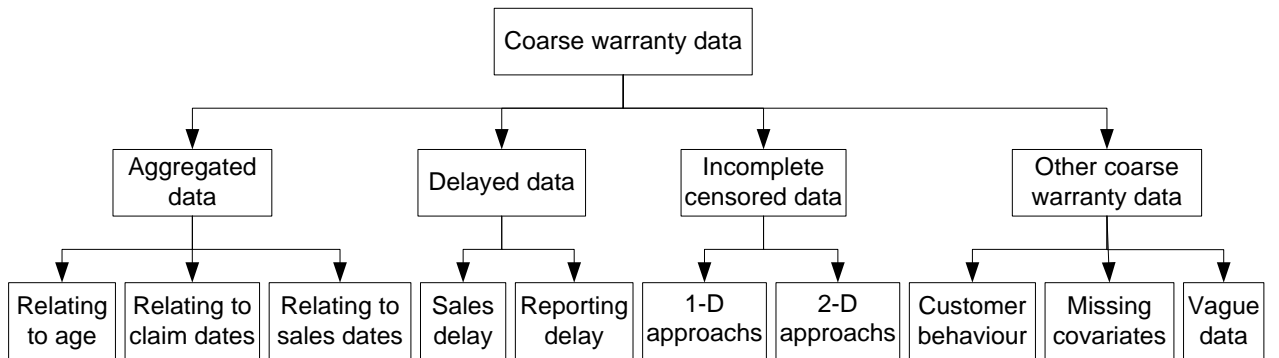 Coarse warranty data
Aggregated
data
Delayed data
Incomplete
censored data
Other coarse
warranty data
Relating
to age
Relating to
claim dates
Relating to
sales dates
Sales
delay
Reporting
delay
1-D
approachs
2-D
approachs
Customer
behaviour
Missing
covariates
Vague
data